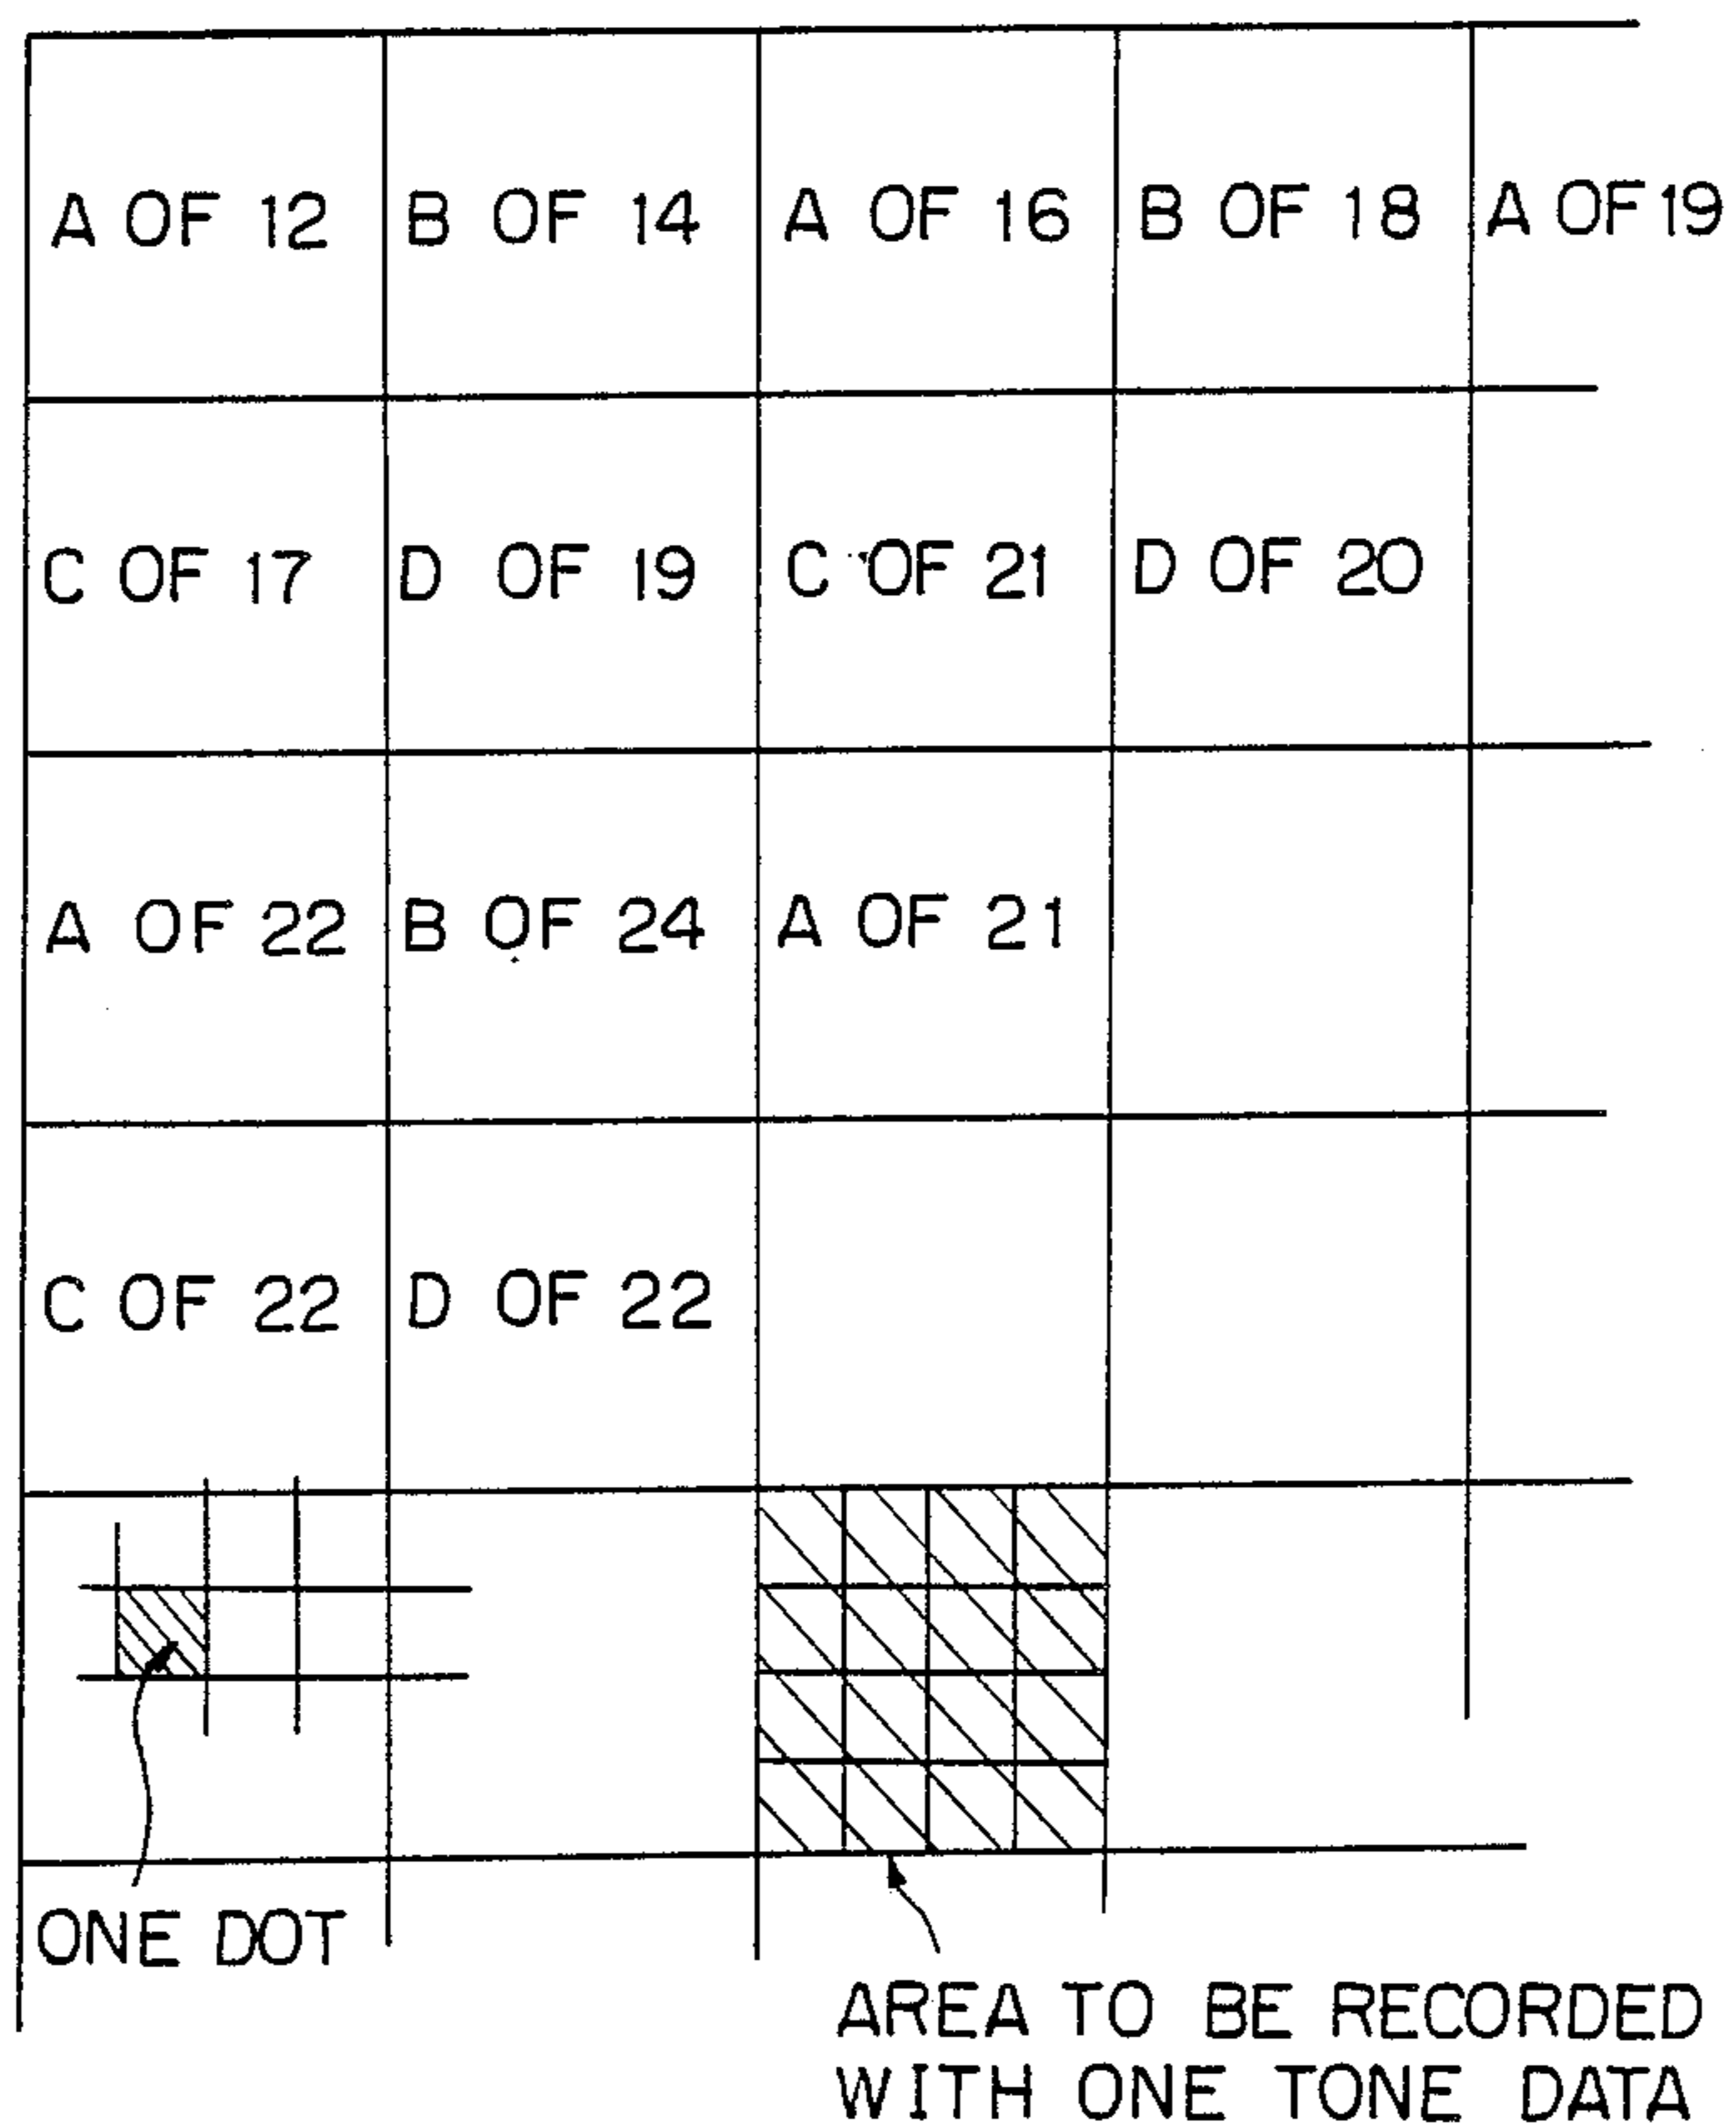 A OF 12 B OF 14 A OF 16 B OF 18 A OF 19
C OF 17 D OF 19 C OF 21 D OF 20
A OF 22 B OF 24 A OF 21
C OF 22 D OF 22
ONE DOT
AREA TO BE RECORDED
WITH ONE TONE DATA